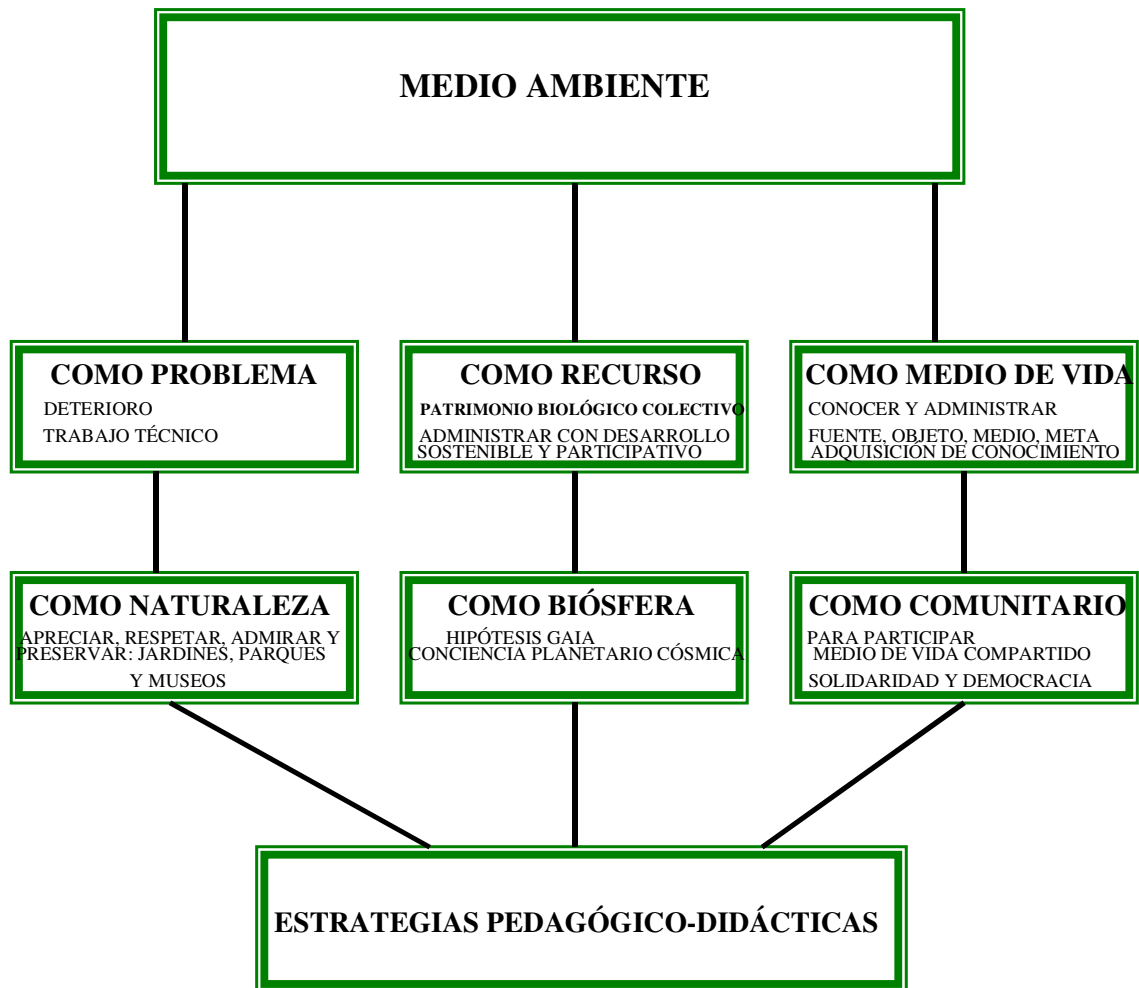 MEDIO AMBIENTE
COMO PROBLEMA
DETERIORO
TRABAJO TÉCNICO
COMO RECURSO
PATRIMONIO BIOLÓGICO COLECTIVO
ADMINISTRAR CON DESARROLLO
SOSTENIBLE Y PARTICIPATIVO
COMO MEDIO DE VIDA
CONOCER Y ADMINISTRAR
FUENTE, OBJETO, MEDIO, META
ADQUISICIÓN DE CONOCIMIENTO
COMO NATURALEZA
APRECIAR, RESPETAR, ADMIRAR Y
PRESERVAR: JARDINES, PARQUES
Y MUSEOS
COMO BIÓSFERA
HIPÓTESIS GAIA
CONCIENCIA PLANETARIO CÓSMICA
COMO COMUNITARIO
PARA PARTICIPAR
MEDIO DE VIDA COMPARTIDO
SOLIDARIDAD Y DEMOCRACIA
ESTRATEGIAS PEDAGÓGICO-DIDÁCTICAS